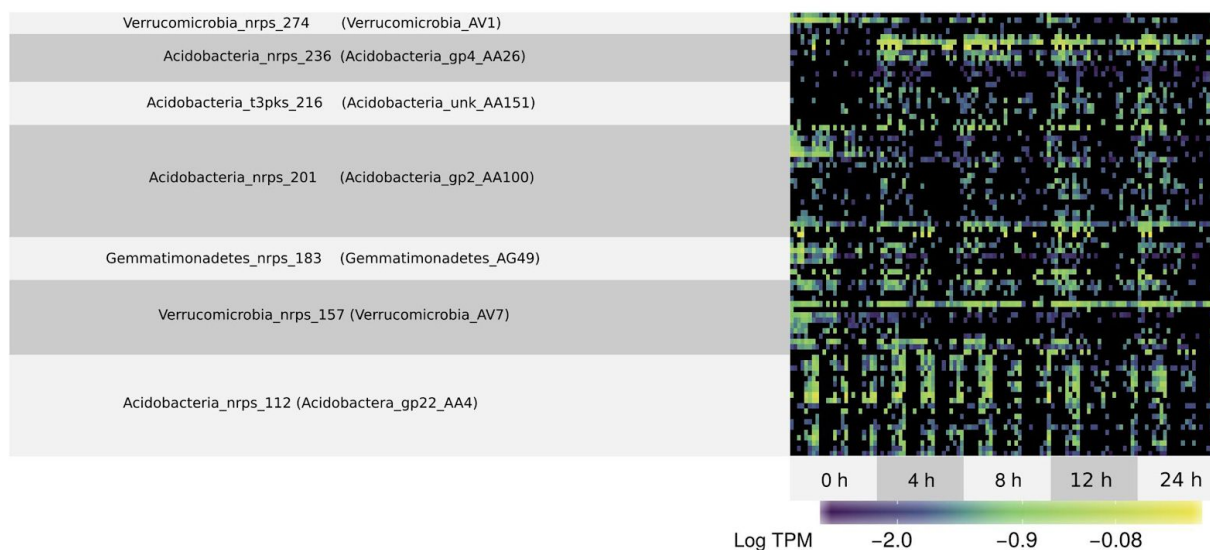 Verrucomicrobia_nrps_274 (Verrucomicrobia_AV1)
Acidobacteria_nrps_236 (Acidobacteria_gp4_AA26)
Acidobacteria_t3pks_216 (Acidobacteria_unk_AA151)
Acidobacteria_nrps_201 (Acidobacteria_gp2_AA100)
Gemmatimonadetes_nrps_183 (Gemmatimonadetes_AG49)
Verrucomicrobia_nrps_157 (Verrucomicrobia_AV7)
Acidobacteria_nrps_112 (Acidobactera_gp22_AA4)
0 h 4 h 8 h 12 h 24 h
Log TPM −2.0 −0.9 −0.08